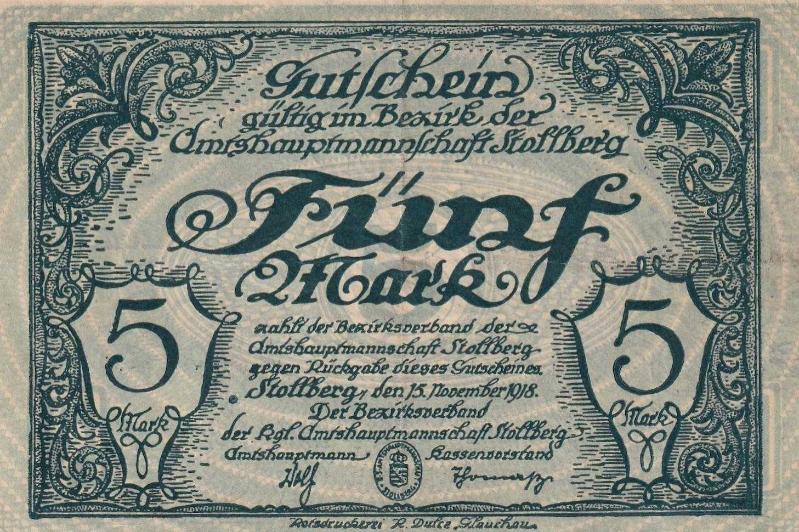 Gutschein
gültig im Bezirk der
Amtshauptmannschaft Stollberg
Fünf
Mark
5
Mark
5
Mark
zahlt der Bezirksverband der
Amtshauptmannschaft Stollberg
gegen Rückgabe dieses Gutscheines.
Stollberg, den 15. November 1918.
Der Bezirksverband
der Kgl. Amtshauptmannschaft Stollberg
Amtshauptmann Kassenvorstand
Ratsdruckerei R. Dulce, Glauchau.